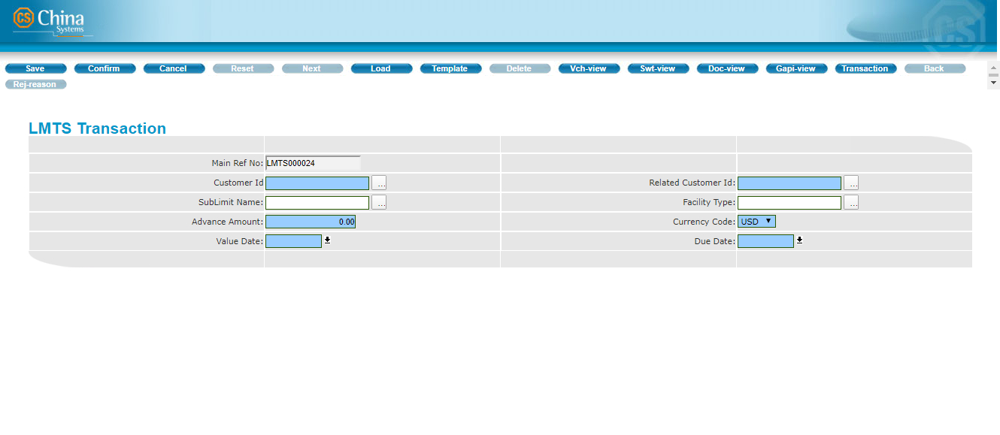 CS China
Systems
CS
Save Confirm Cancel Reset Next Load Template Delete Vch-view Swt-view Doc-view Gapi-view Transaction Back
Rej-reason
LMTS Transaction
Main Ref No: LMTS000024
Customer Id ... Related Customer Id: ...
SubLimit Name: ... Facility Type: ...
Advance Amount: 0.00 Currency Code: USD
Value Date: Due Date: